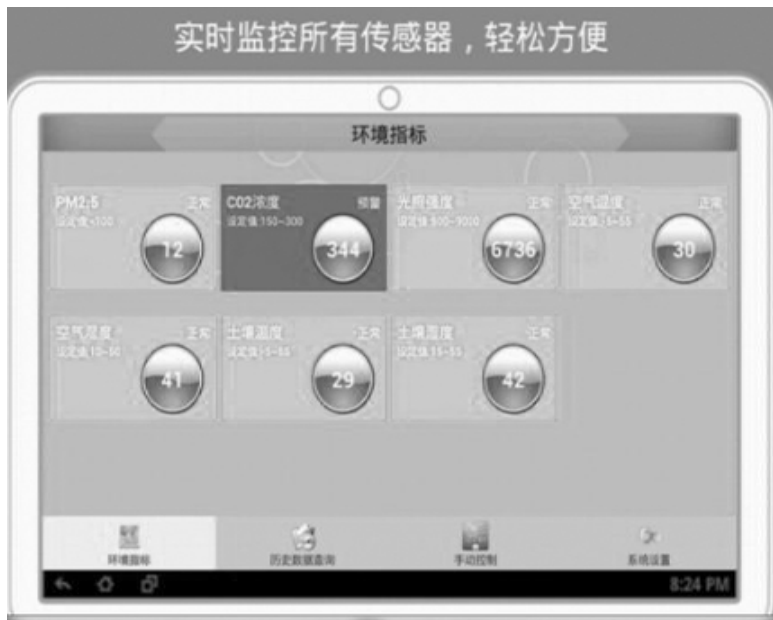 实时监控所有传感器，轻松方便
环境指标
PM2.5 正常
12
CO2浓度 预警
设定值 150~300
344
光照强度 正常
6736
空气温度 正常
30
空气湿度 正常
41
土壤温度 正常
29
土壤湿度 正常
42
环境指标
历史数据查询
手动控制
系统设置
8:24 PM